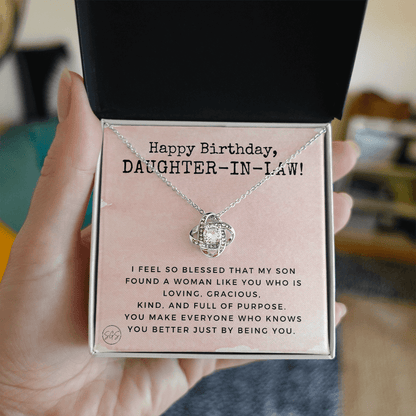 Happy Birthday,
DAUGHTER-IN-LAW!
I FEEL SO BLESSED THAT MY SON
FOUND A WOMAN LIKE YOU WHO IS
LOVING, GRACIOUS,
KIND, AND FULL OF PURPOSE.
YOU MAKE EVERYONE WHO KNOWS
YOU BETTER JUST BY BEING YOU.